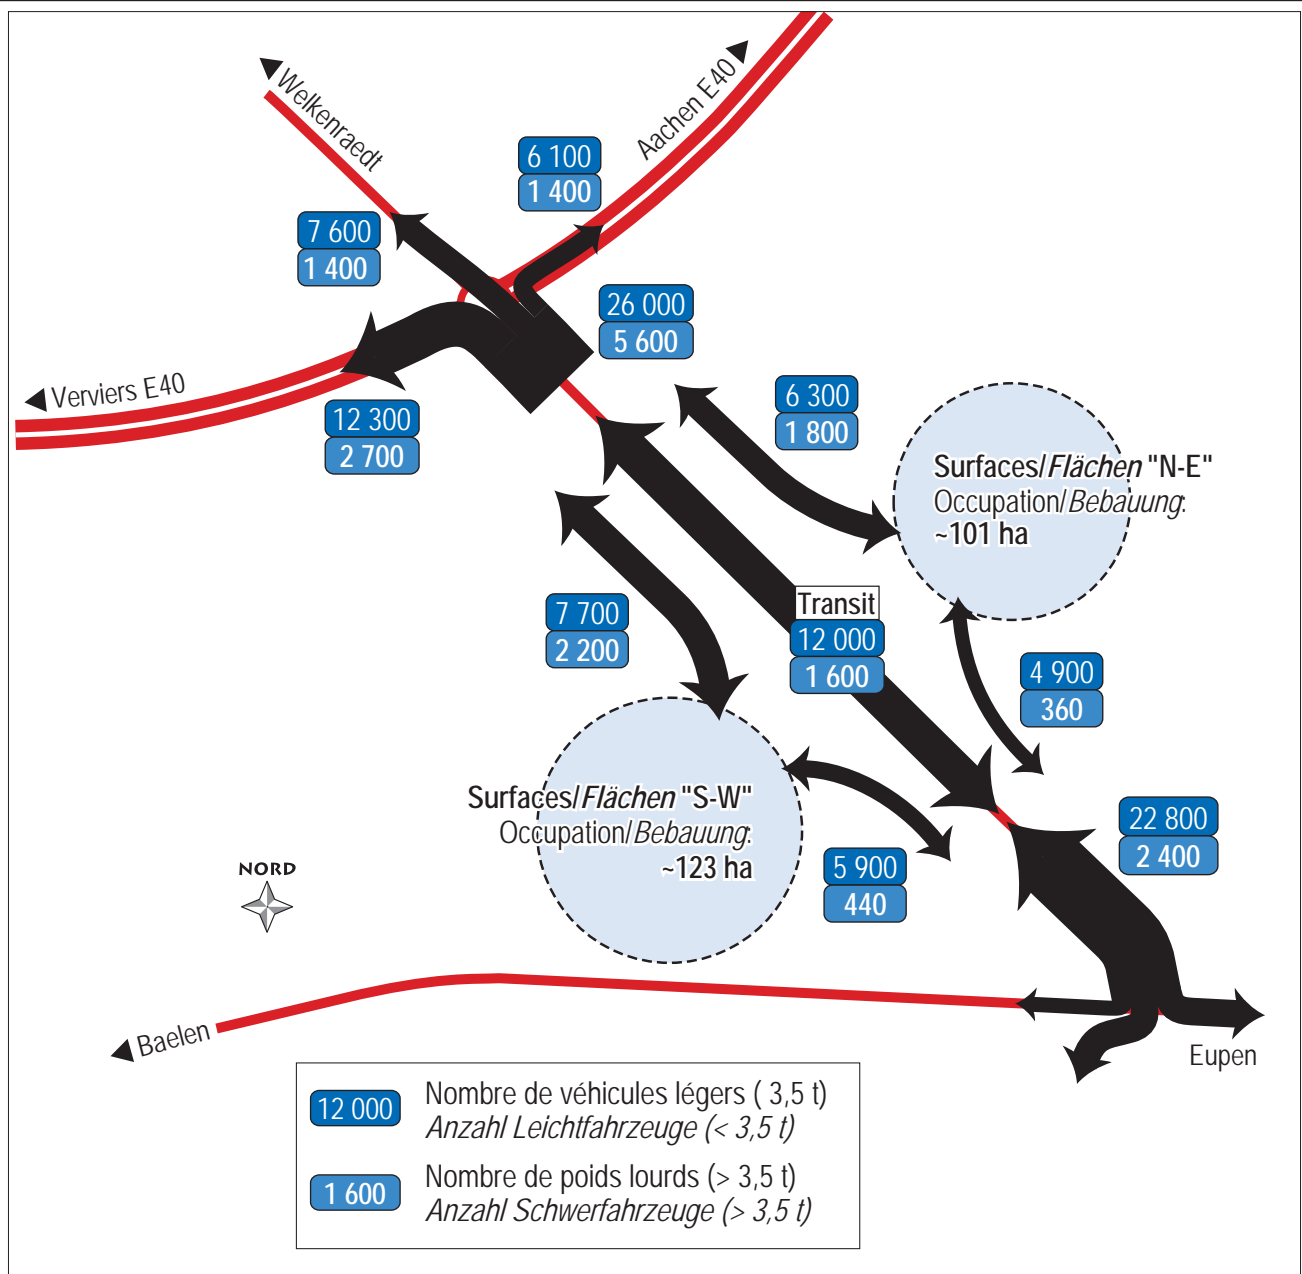 Welkenraedt
Aachen E40
6 100
1 400
7 600
1 400
26 000
5 600
Verviers E40
12 300
2 700
6 300
1 800
Surfaces/Flächen "N-E"
Occupation/Bebauung:
~101 ha
Transit
12 000
1 600
7 700
2 200
4 900
360
Surfaces/Flächen "S-W"
Occupation/Bebauung:
~123 ha
22 800
2 400
5 900
440
NORD
Baelen
Eupen
12 000
Nombre de véhicules légers ( 3,5 t)
Anzahl Leichtfahrzeuge (< 3,5 t)
1 600
Nombre de poids lourds (> 3,5 t)
Anzahl Schwerfahrzeuge (> 3,5 t)